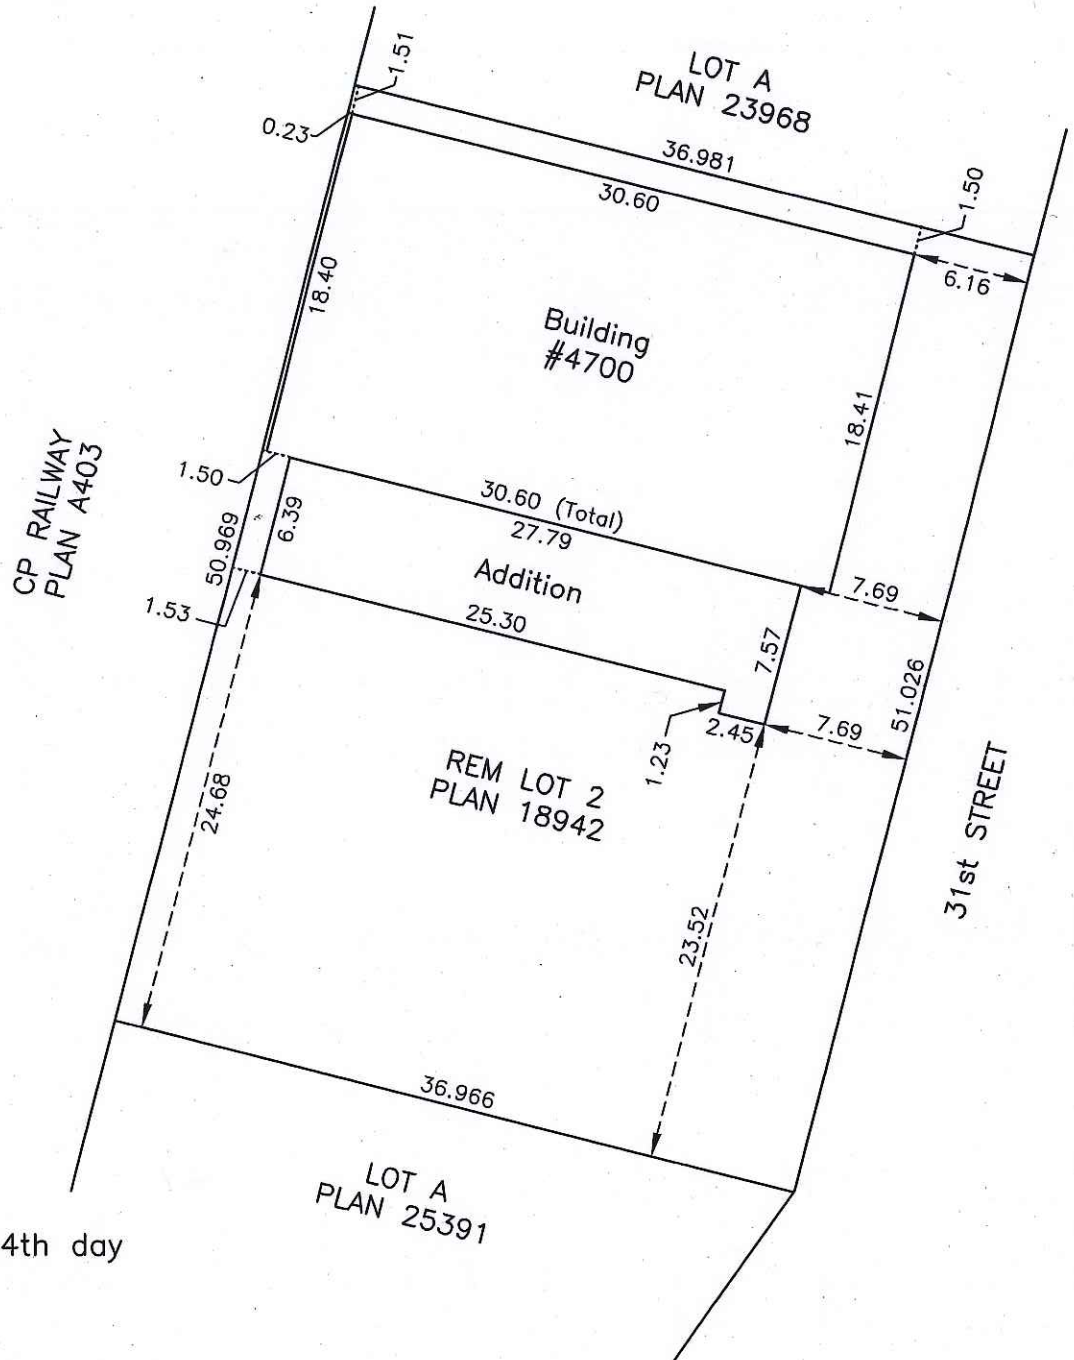 LOT A
PLAN 23968
1.51
0.23
36.981
30.60
1.50
6.16
18.40
Building
#4700
18.41
CP RAILWAY
PLAN A403
1.50
50.969
6.39
30.60 (Total)
27.79
Addition
7.69
1.53
25.30
7.57
51.026
1.23
2.45
7.69
REM LOT 2
PLAN 18942
24.68
31st STREET
23.52
36.966
LOT A
PLAN 25391
4th day